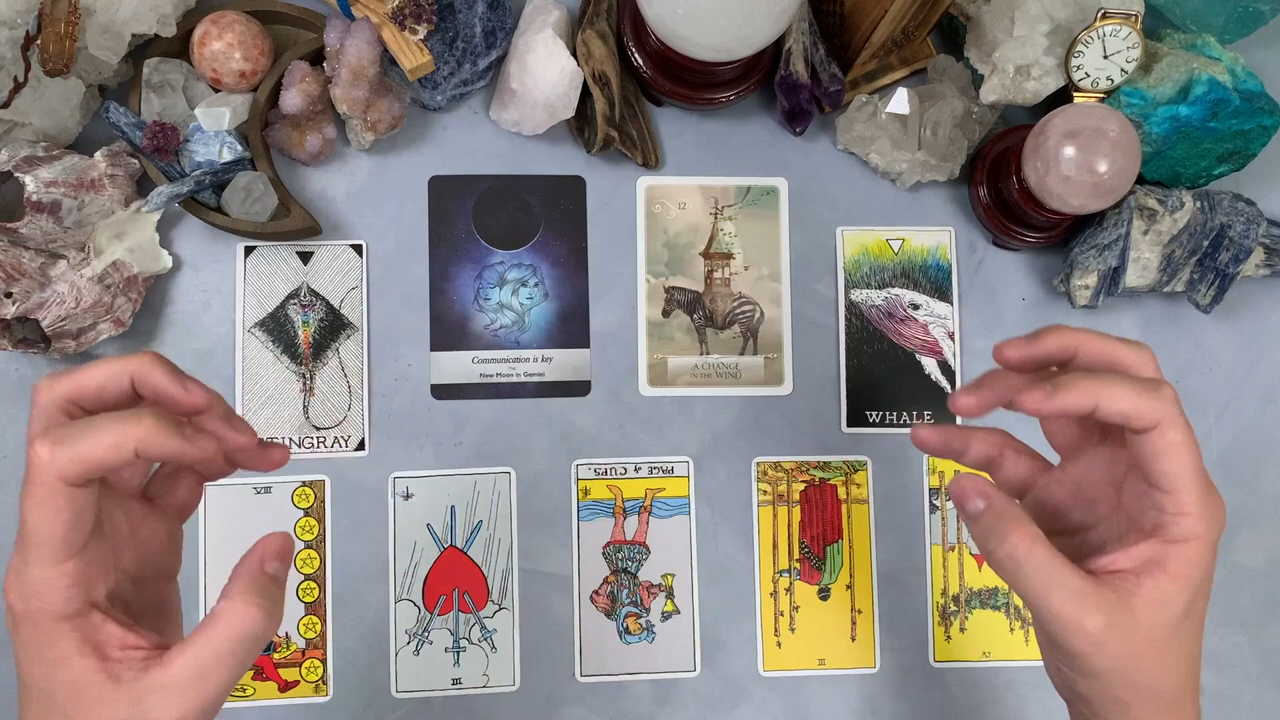 12
Communication is key
New Moon in Gemini
A CHANGE
IN THE WIND
STINGRAY
WHALE
VIII
PAGE of CUPS.
III
III
IV